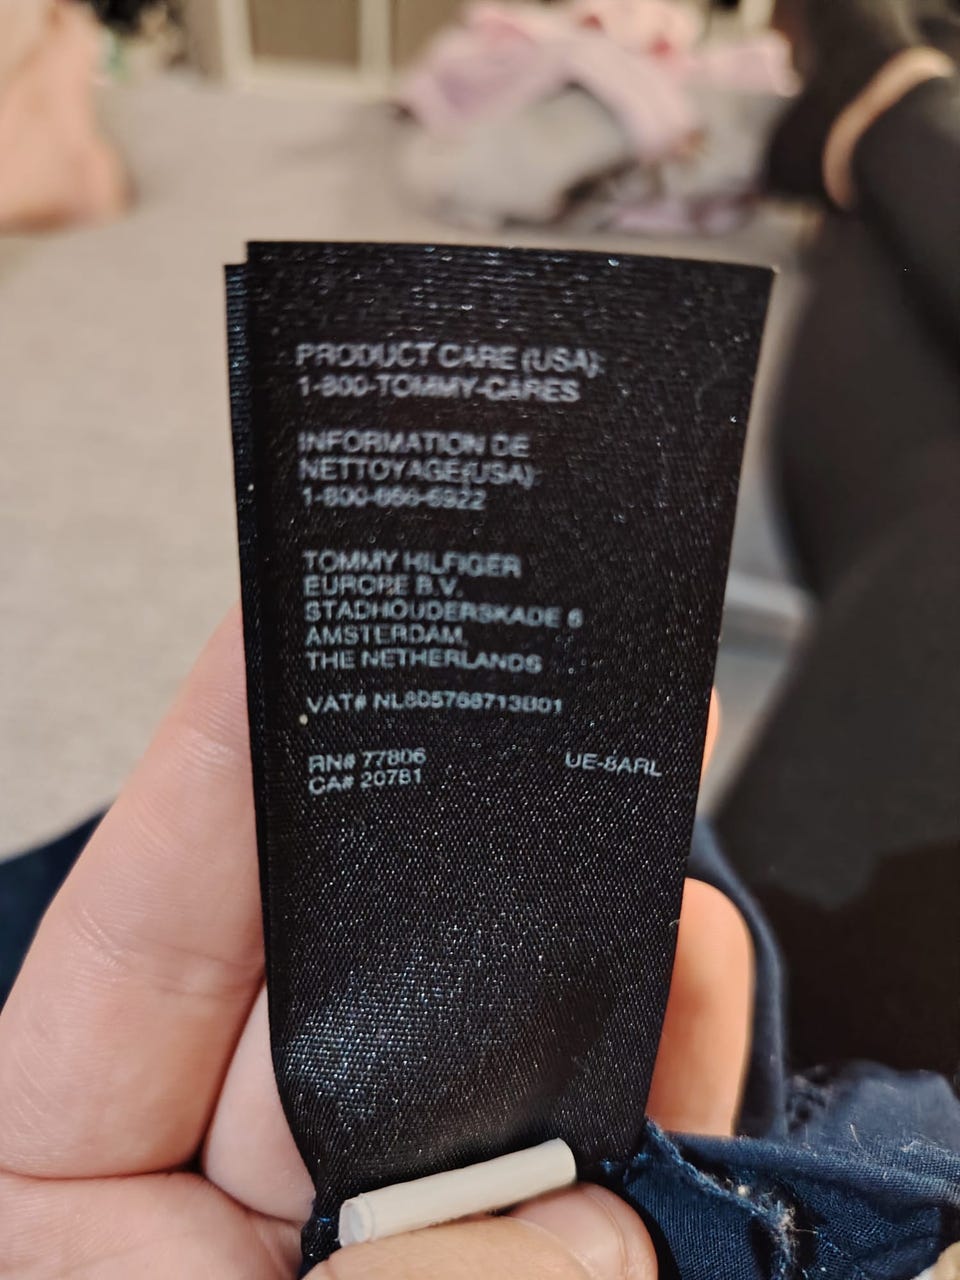 PRODUCT CARE (USA):
1-800-TOMMY-CARES
INFORMATION DE
NETTOYAGE(USA):
1-800-666-6922
TOMMY HILFIGER
EUROPE B.V.
STADHOUDERSKADE 6
AMSTERDAM,
THE NETHERLANDS
VAT# NL805768713B01
RN# 77806 UE-8ARL
CA# 20781